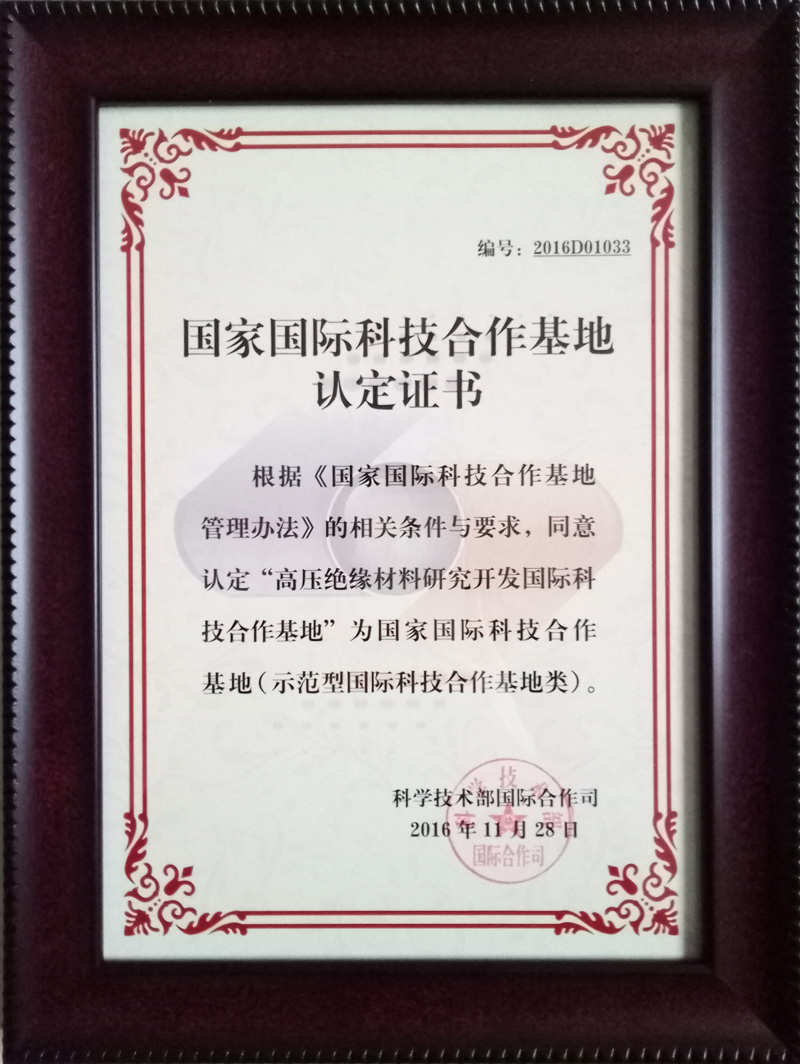 编号：2016D01033
国家国际科技合作基地
认定证书
根据《国家国际科技合作基地
管理办法》的相关条件与要求，同意
认定“高压绝缘材料研究开发国际科
技合作基地”为国家国际科技合作
基地（示范型国际科技合作基地类）。
科学技术部国际合作司
2016 年 11 月 28 日
科学技术部
国际合作司